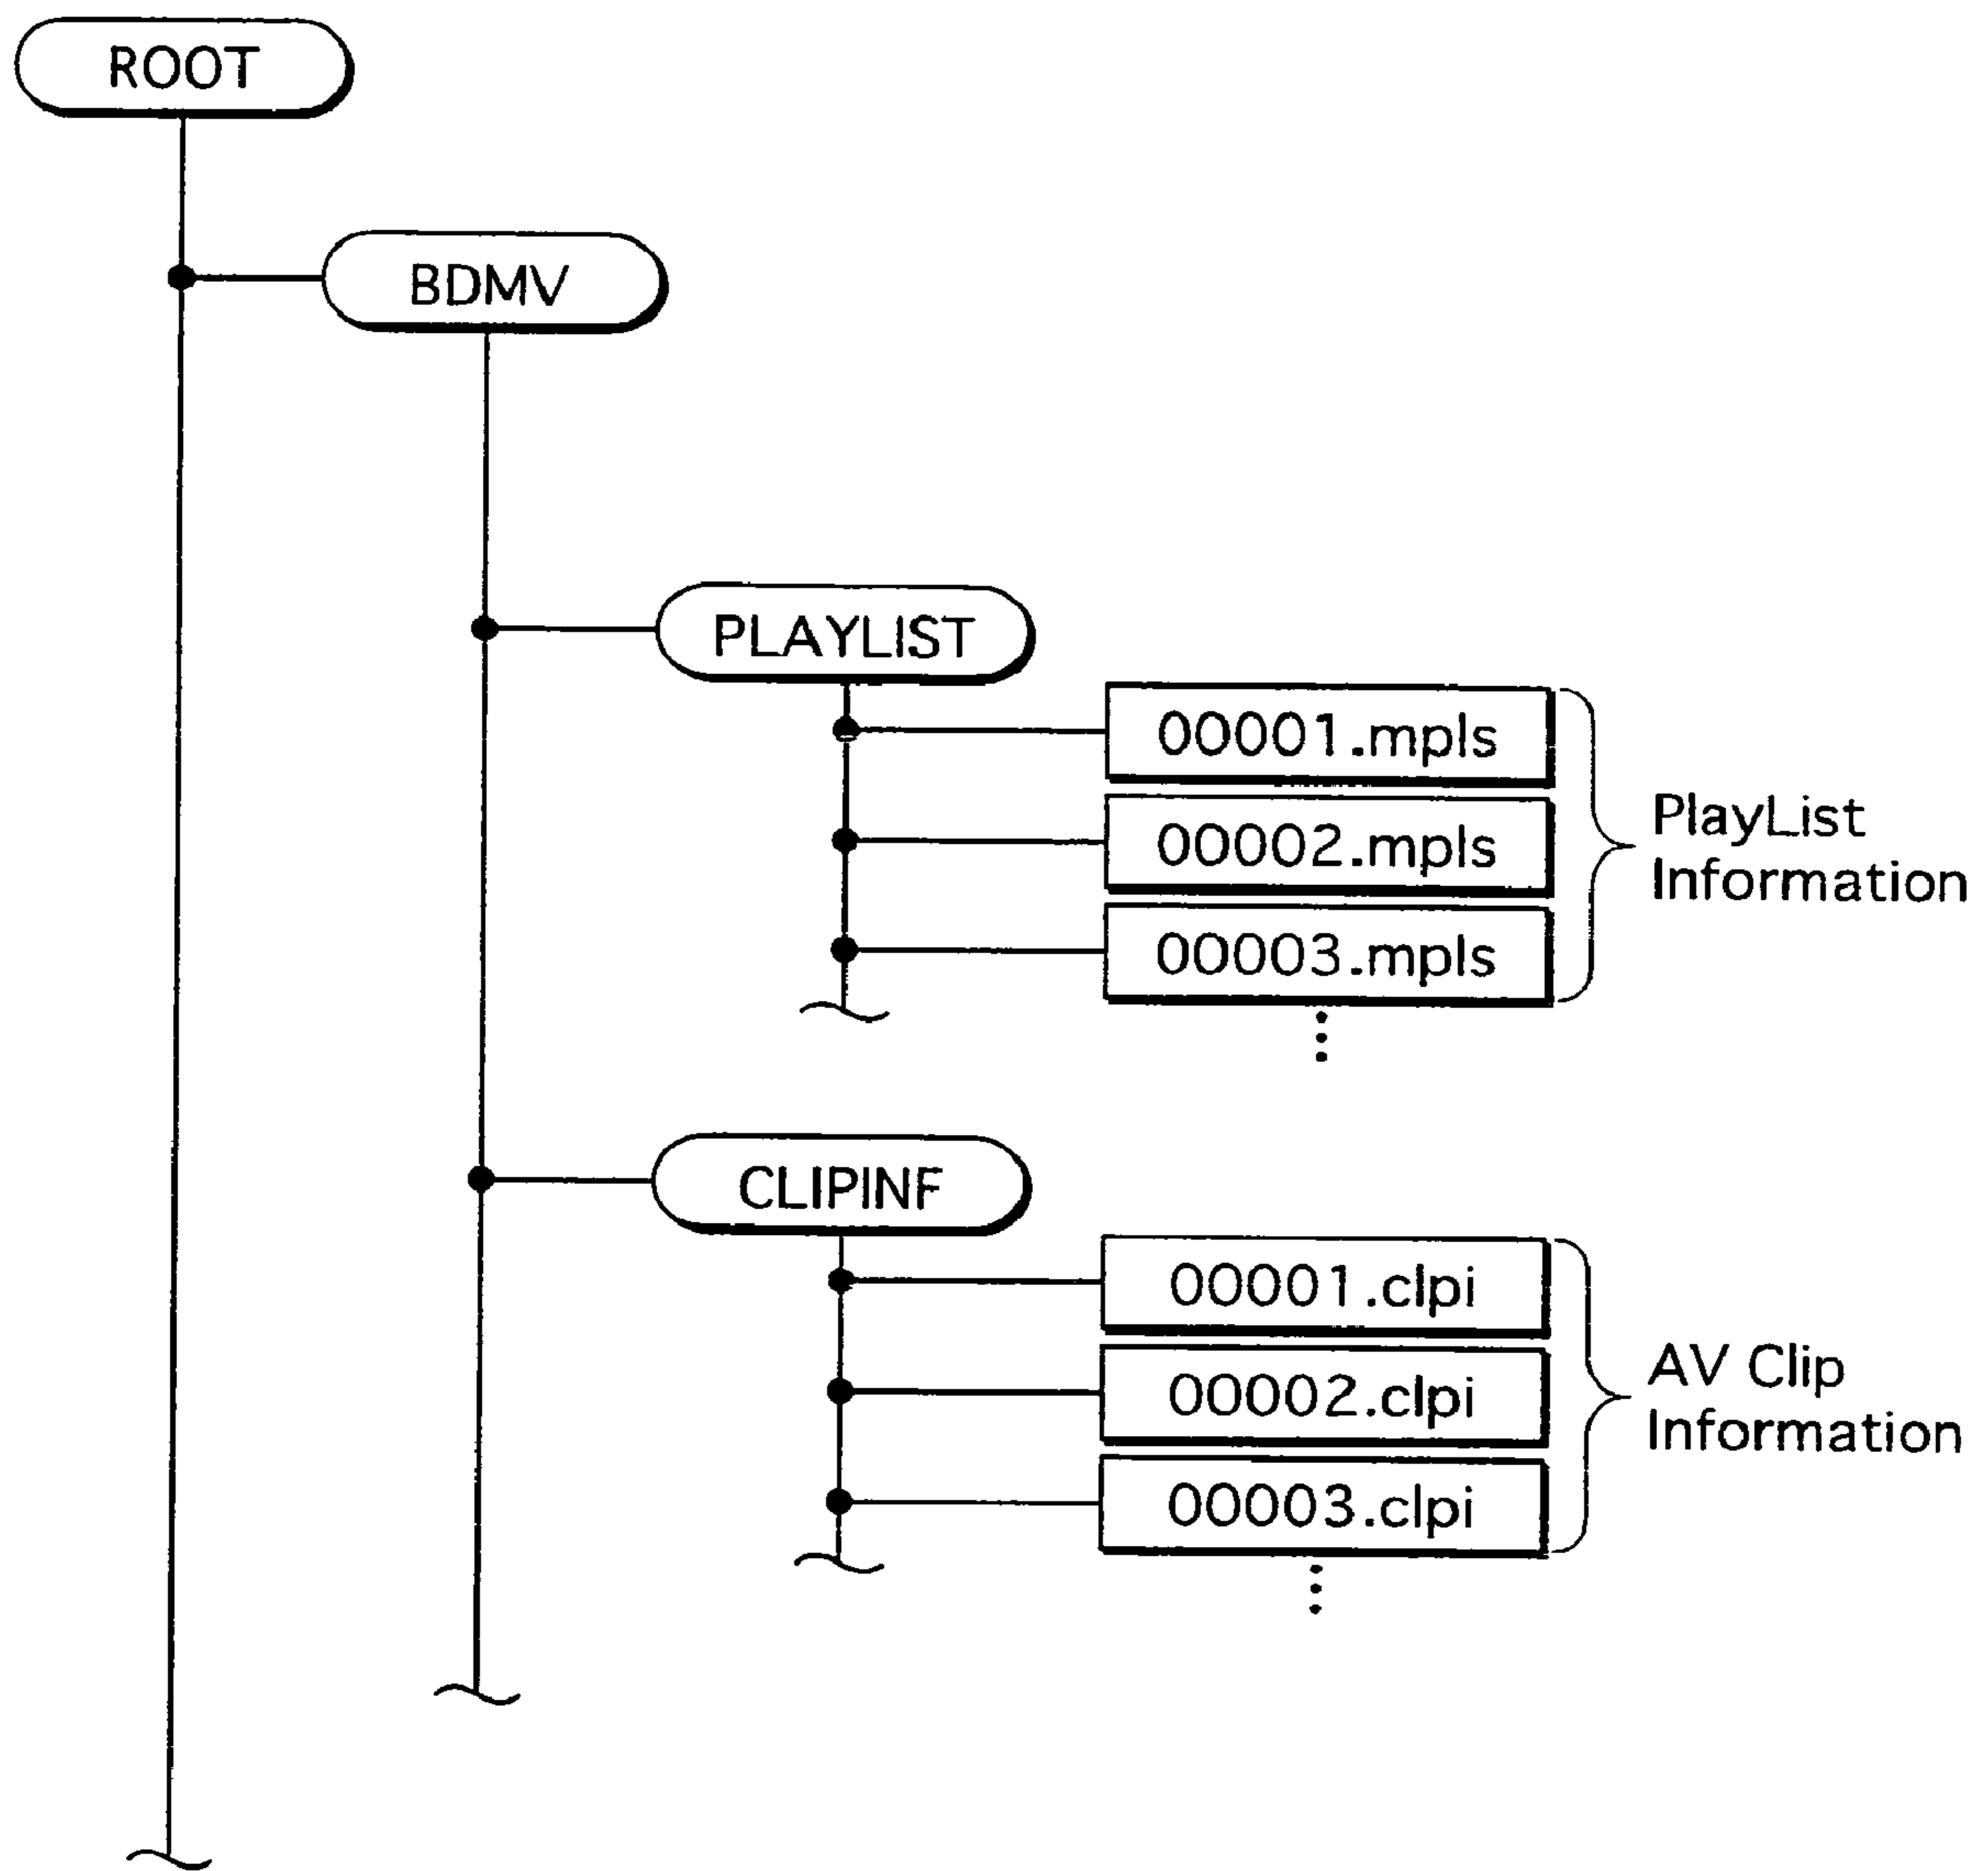 ROOT
BDMV
PLAYLIST
00001.mpls
00002.mpls
00003.mpls
PlayList
Information
CLIPINF
00001.clpi
00002.clpi
00003.clpi
AV Clip
Information